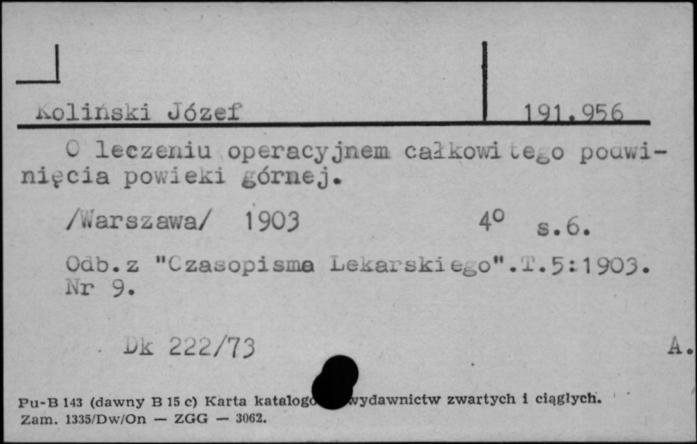 Koliński Józef 191.956
O leczeniu operacyjnem całkowitego podwi-
nięcia powieki górnej.
/Warszawa/ 1903 4° s.6.
Odb.z "Czasopisma Lekarskiego".T.5:1903.
Nr 9.
Dk 222/73 A.
Pu-B 143 (dawny B 15 c) Karta wydawnictw zwartych i ciągłych.
Zam. 1335/Dw/On — ZGG — 3062.